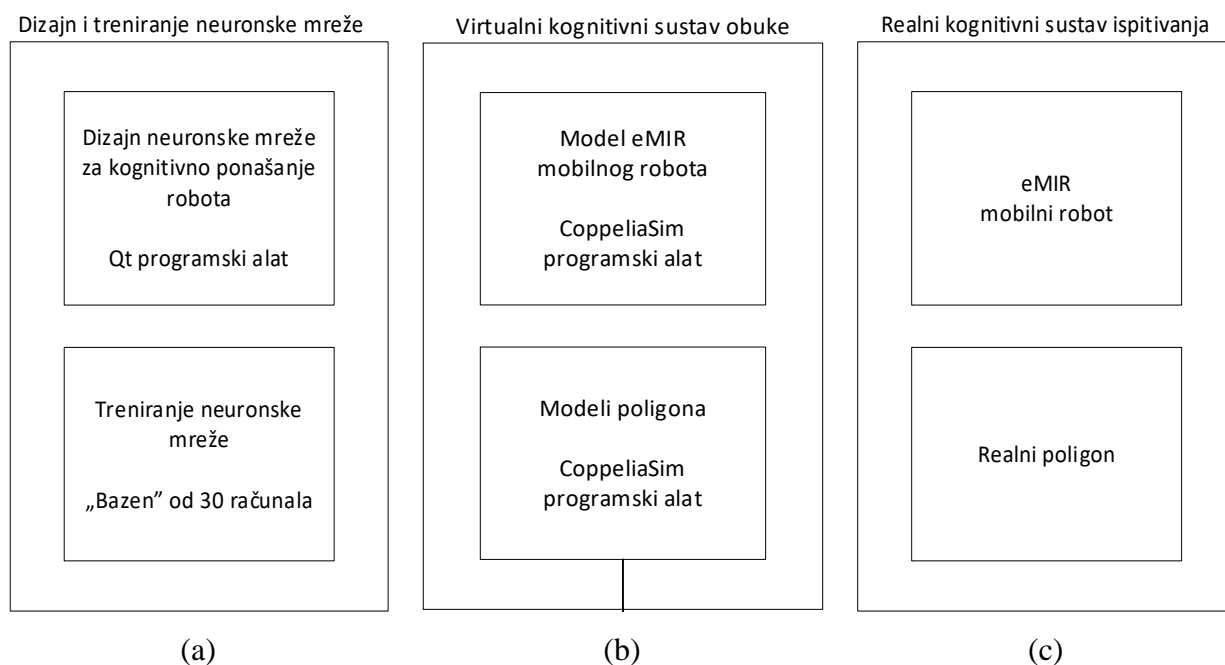 Dizajn i treniranje neuronske mreže
Dizajn neuronske mreže
za kognitivno ponašanje
robota
Qt programski alat
Treniranje neuronske
mreže
„Bazen” od 30 računala
(a)
Virtualni kognitivni sustav obuke
Model eMIR
mobilnog robota
CoppeliaSim
programski alat
Modeli poligona
CoppeliaSim
programski alat
(b)
Realni kognitivni sustav ispitivanja
eMIR
mobilni robot
Realni poligon
(c)